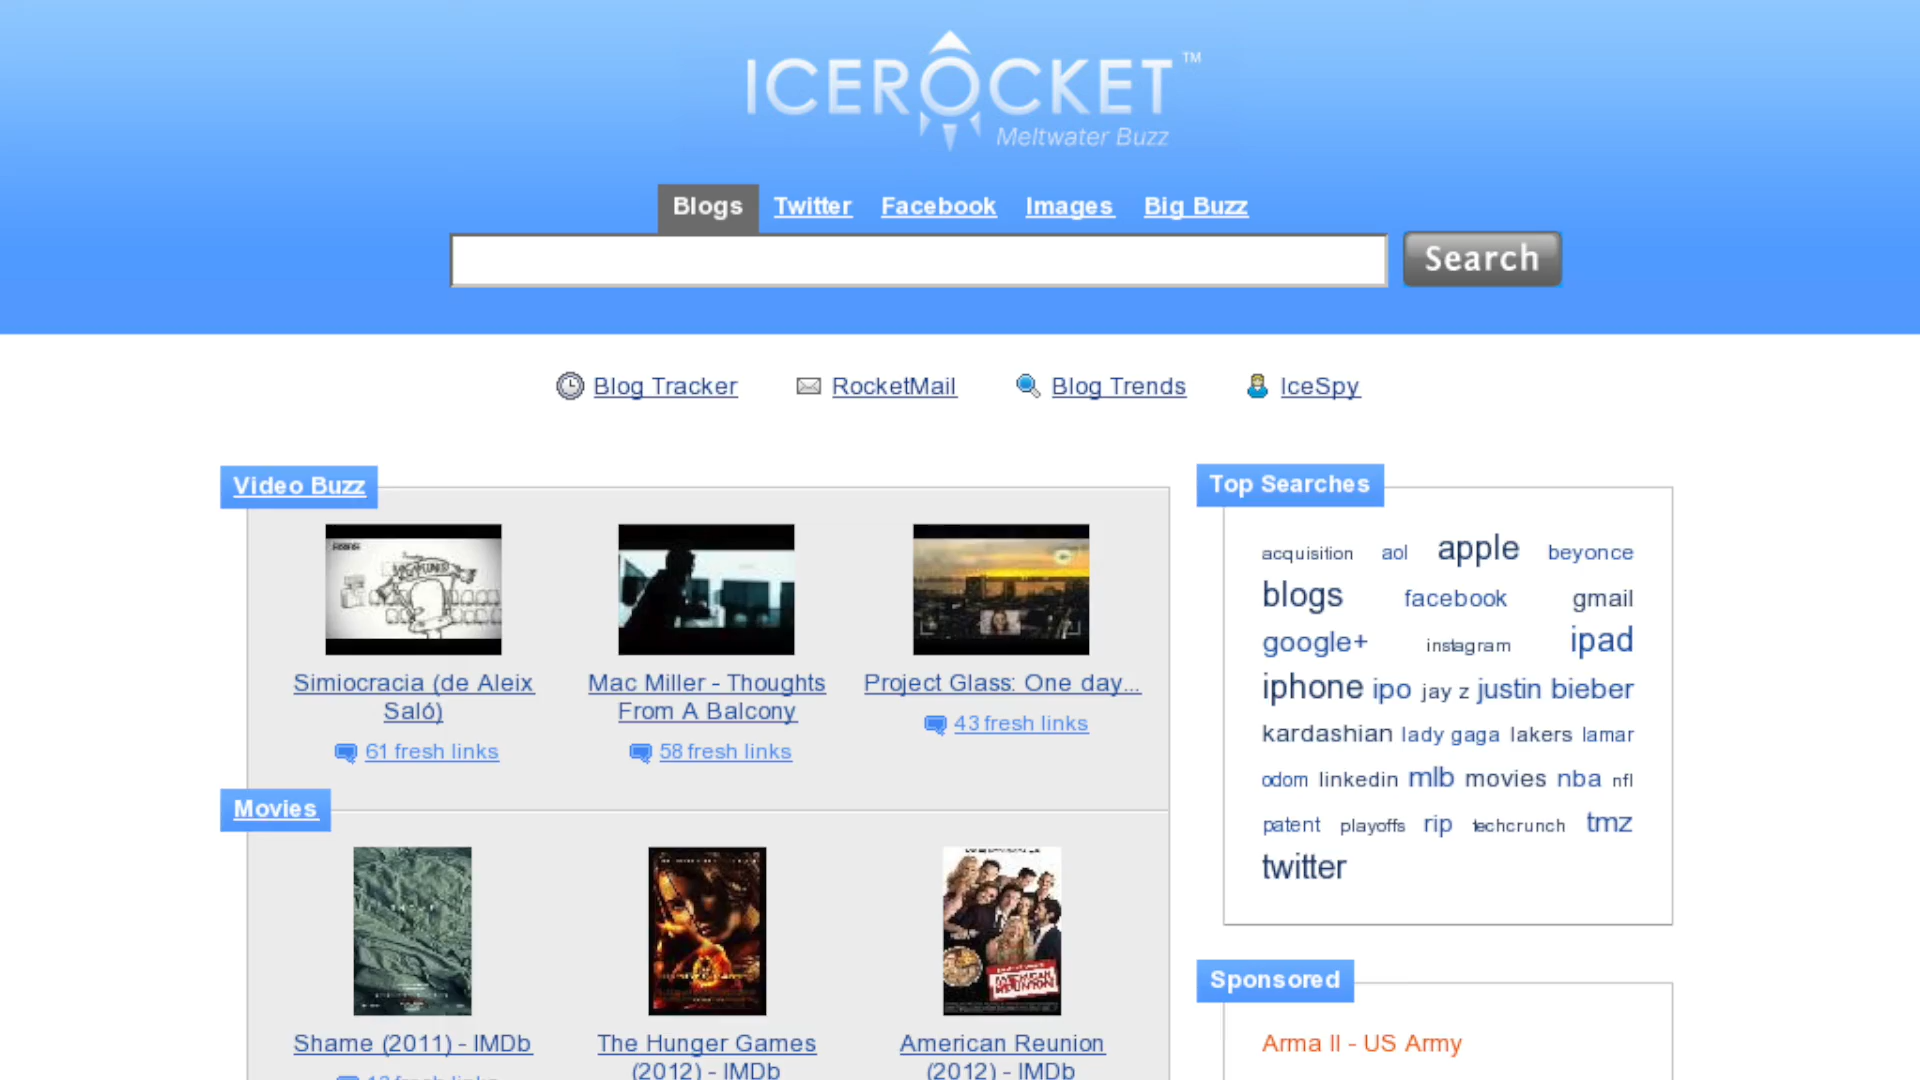 ICEROCKET™
Meltwater Buzz
Blogs Twitter Facebook Images Big Buzz
Search
Blog Tracker RocketMail Blog Trends IceSpy
Video Buzz
Simiocracia (de Aleix
Saló)
61 fresh links
Mac Miller - Thoughts
From A Balcony
58 fresh links
Project Glass: One day...
43 fresh links
Movies
AMERICAN
REUNION
Shame (2011) - IMDb
The Hunger Games
(2012) - IMDb
American Reunion
(2012) - IMDb
Top Searches
acquisition aol apple beyonce
blogs facebook gmail
google+ instagram ipad
iphone ipo jay z justin bieber
kardashian lady gaga lakers lamar
odom linkedin mlb movies nba nfl
patent playoffs rip techcrunch tmz
twitter
Sponsored
Arma II - US Army